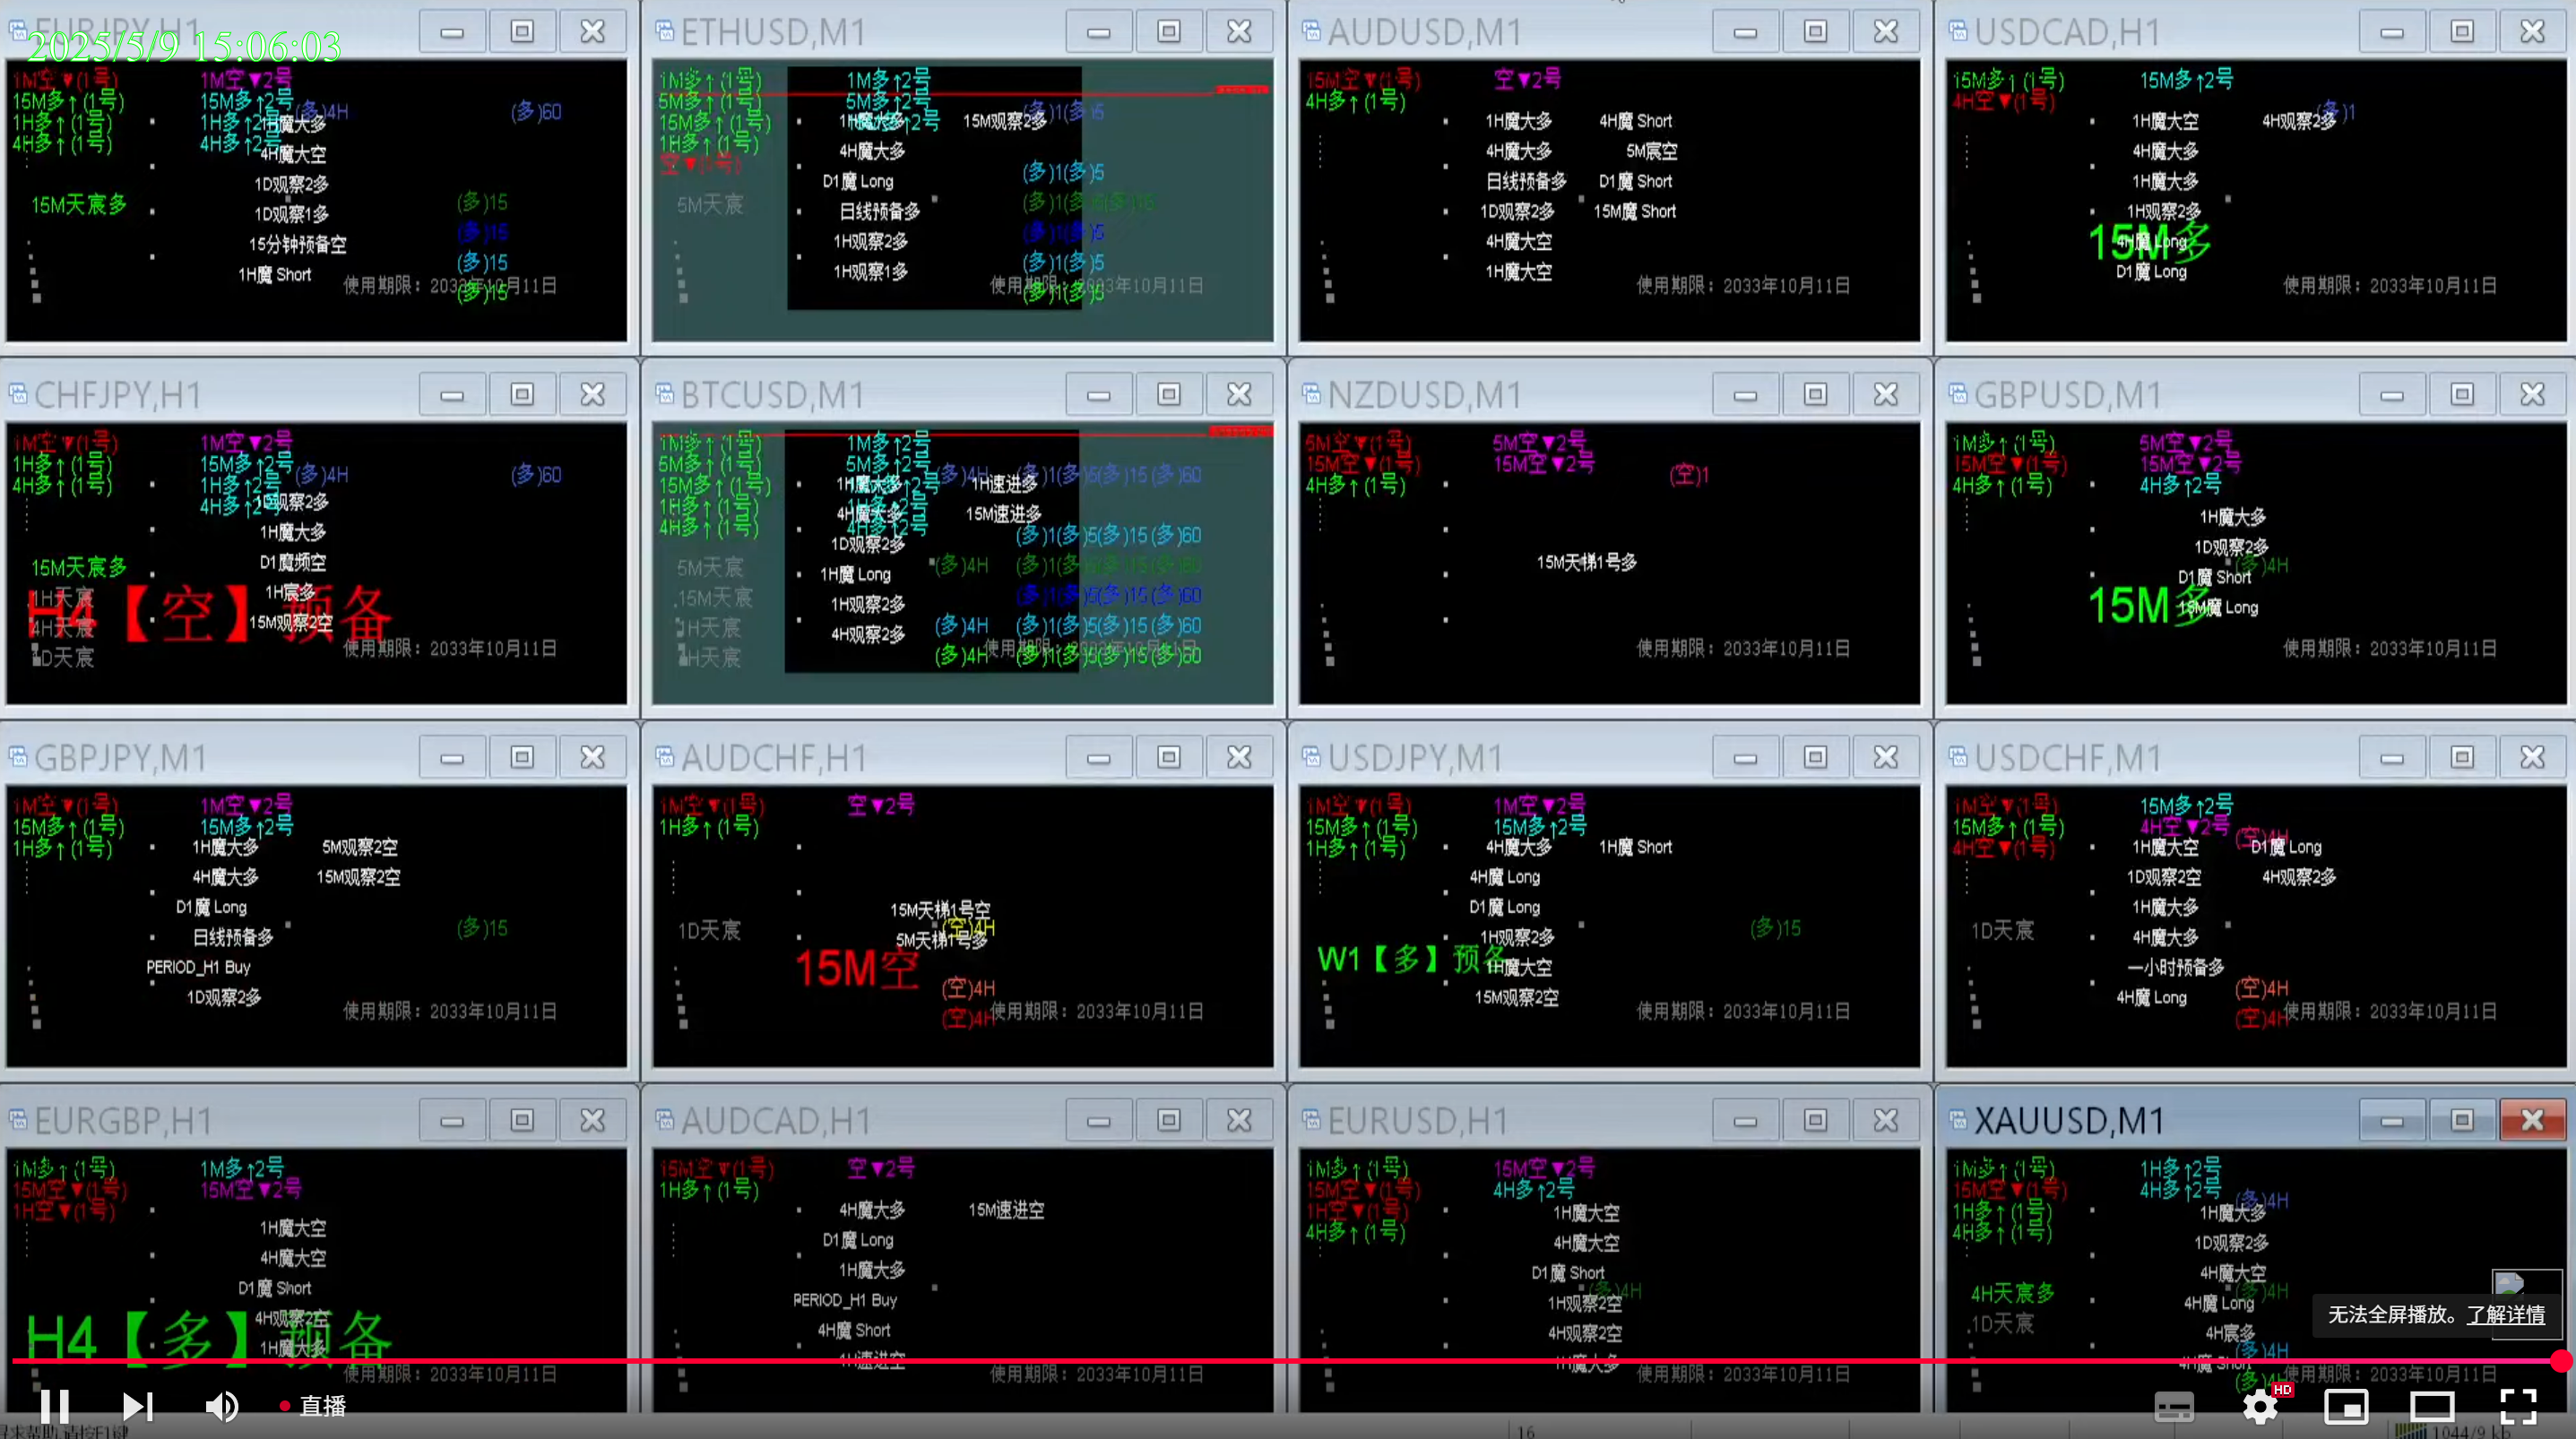 2025/5/9 15:06:03
EURJPY,H1
1M空▼(1号)
1M空▼2号
15M多↑(1号)
15M多↑2号
(多)4H
(多)60
1H多↑(1号)
1H多↑2号
1H魔大多
4H多↑(1号)
4H多↑2号
4H魔大空
1D观察2多
15M天宸多
(多)15
1D观察1多
(多)15
15分钟预备空
(多)15
1H魔 Short
使用期限：2033年10月11日
(多)15
ETHUSD,M1
1M多↑(1号)
1M多↑2号
5M多↑(1号)
5M多↑2号
15M多↑(1号)
1H魔大多
15M观察2多
1H多↑(1号)
4H魔大多
空▼(1号)
(多)1(多)5
D1魔 Long
5M天宸
日线预备多
1H观察2多
(多)1(多)5
1H观察1多
(多)1(多)5
AUDUSD,M1
15M空▼(1号)
空▼2号
4H多↑(1号)
1H魔大多
4H魔 Short
4H魔大多
5M宸空
日线预备多
D1魔 Short
1D观察2多
15M魔 Short
4H魔大空
1H魔大空
使用期限：2033年10月11日
USDCAD,H1
15M多↑(1号)
15M多↑2号
4H空▼(1号)
(多)1
1H魔大空
4H观察2多
4H魔大多
1H魔大多
1H观察2多
15M多
4H魔 Long
D1魔 Long
使用期限：2033年10月11日
CHFJPY,H1
1M空▼(1号)
1M空▼2号
1H多↑(1号)
15M多↑2号
(多)4H
(多)60
4H多↑(1号)
1H多↑2号
4H多↑2号
1H魔大多
D1魔频空
15M天宸多
1H天宸
1H宸多
H4【空】预备
4H天宸
15M观察2空
1D天宸
使用期限：2033年10月11日
BTCUSD,M1
1M多↑(1号)
1M多↑2号
5M多↑(1号)
5M多↑2号
(多)4H
(多)1(多)5(多)15(多)60
15M多↑(1号)
1H魔大多
1H速进多
1H多↑(1号)
4H魔大多
15M速进多
4H多↑(1号)
4H多↑2号
(多)1(多)5(多)15(多)60
1D观察2多
5M天宸
(多)4H
(多)1(多)5(多)15(多)60
1H魔 Long
15M天宸
1H观察2多
(多)1(多)5(多)15(多)60
1H天宸
4H观察2多
(多)4H
(多)1(多)5(多)15(多)60
(多)4H
(多)1(多)5(多)15(多)60
NZDUSD,M1
5M空▼(1号)
5M空▼2号
15M空▼(1号)
15M空▼2号
(空)1
4H多↑(1号)
15M天梯1号多
使用期限：2033年10月11日
GBPUSD,M1
1M多↑(1号)
5M空▼2号
15M空▼(1号)
15M空▼2号
4H多↑(1号)
4H多↑2号
1H魔大多
1D观察2多
(多)4H
D1魔 Short
15M多
15M魔 Long
使用期限：2033年10月11日
GBPJPY,M1
1M空▼(1号)
1M空▼2号
15M多↑(1号)
15M多↑2号
1H多↑(1号)
1H魔大多
5M观察2空
4H魔大多
15M观察2空
D1魔 Long
(多)15
日线预备多
PERIOD_H1 Buy
1D观察2多
使用期限：2033年10月11日
AUDCHF,H1
1M空▼(1号)
空▼2号
1H多↑(1号)
15M天梯1号空
1D天宸
(空)4H
5M天梯1号多
15M空
(空)4H
(空)4H
使用期限：2033年10月11日
USDJPY,M1
1M空▼(1号)
1M空▼2号
15M多↑(1号)
15M多↑2号
1H多↑(1号)
4H魔大多
1H魔 Short
4H魔 Long
D1魔 Long
1H观察2多
(多)15
W1【多】预备
1H魔大空
15M观察2空
使用期限：2033年10月11日
USDCHF,M1
1M空▼(1号)
15M多↑2号
15M多↑(1号)
4H空▼2号
(空)4H
4H空▼(1号)
1H魔大空
D1魔 Long
1D观察2空
4H观察2多
1H魔大多
1D天宸
4H魔大多
一小时预备多
4H魔 Long
(空)4H
(空)4H
使用期限：2033年10月11日
EURGBP,H1
1M多↑(1号)
1M多↑2号
15M空▼(1号)
15M空▼2号
1H空▼(1号)
1H魔大空
4H魔大空
D1魔 Short
4H观察2空
H4【多】预备
1H魔大多
使用期限：2033年10月11日
AUDCAD,H1
15M空▼(1号)
空▼2号
1H多↑(1号)
4H魔大多
15M速进空
D1魔 Long
1H魔大多
PERIOD_H1 Buy
4H魔 Short
1H速进空
使用期限：2033年10月11日
EURUSD,H1
1M多↑(1号)
15M空▼2号
15M空▼(1号)
4H多↑2号
1H空▼(1号)
1H魔大空
4H多↑(1号)
4H魔大空
D1魔 Short
(多)4H
1H观察2空
4H观察2空
1H魔大多
使用期限：2033年10月11日
XAUUSD,M1
1M多↑(1号)
1H多↑2号
15M空▼(1号)
4H多↑2号
(多)4H
1H多↑(1号)
1H魔大多
4H多↑(1号)
1D观察2多
4H魔大空
4H天宸多
(多)4H
4H魔 Long
1D天宸
4H宸多
(多)4H
4H魔 Short
使用期限：2033年10月11日
无法全屏播放。了解详情
直播
HD
16
1044/9 kb